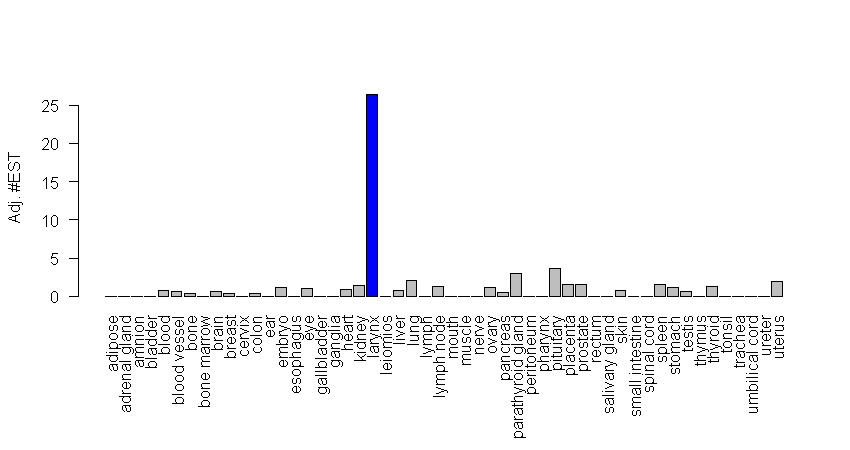 Adj. #EST
25
20
15
10
5
0
adipose
adrenal gland
amnion
bladder
blood
blood vessel
bone
bone marrow
brain
breast
cervix
colon
ear
embryo
esophagus
eye
gallbladder
ganglia
heart
kidney
larynx
leiomios
liver
lung
lymph
lymph node
mouth
muscle
nerve
ovary
pancreas
parathyroid gland
peritoneum
pharynx
pituitary
placenta
prostate
rectum
salivary gland
skin
small intestine
spinal cord
spleen
stomach
testis
thymus
thyroid
tonsil
trachea
umbilical cord
ureter
uterus